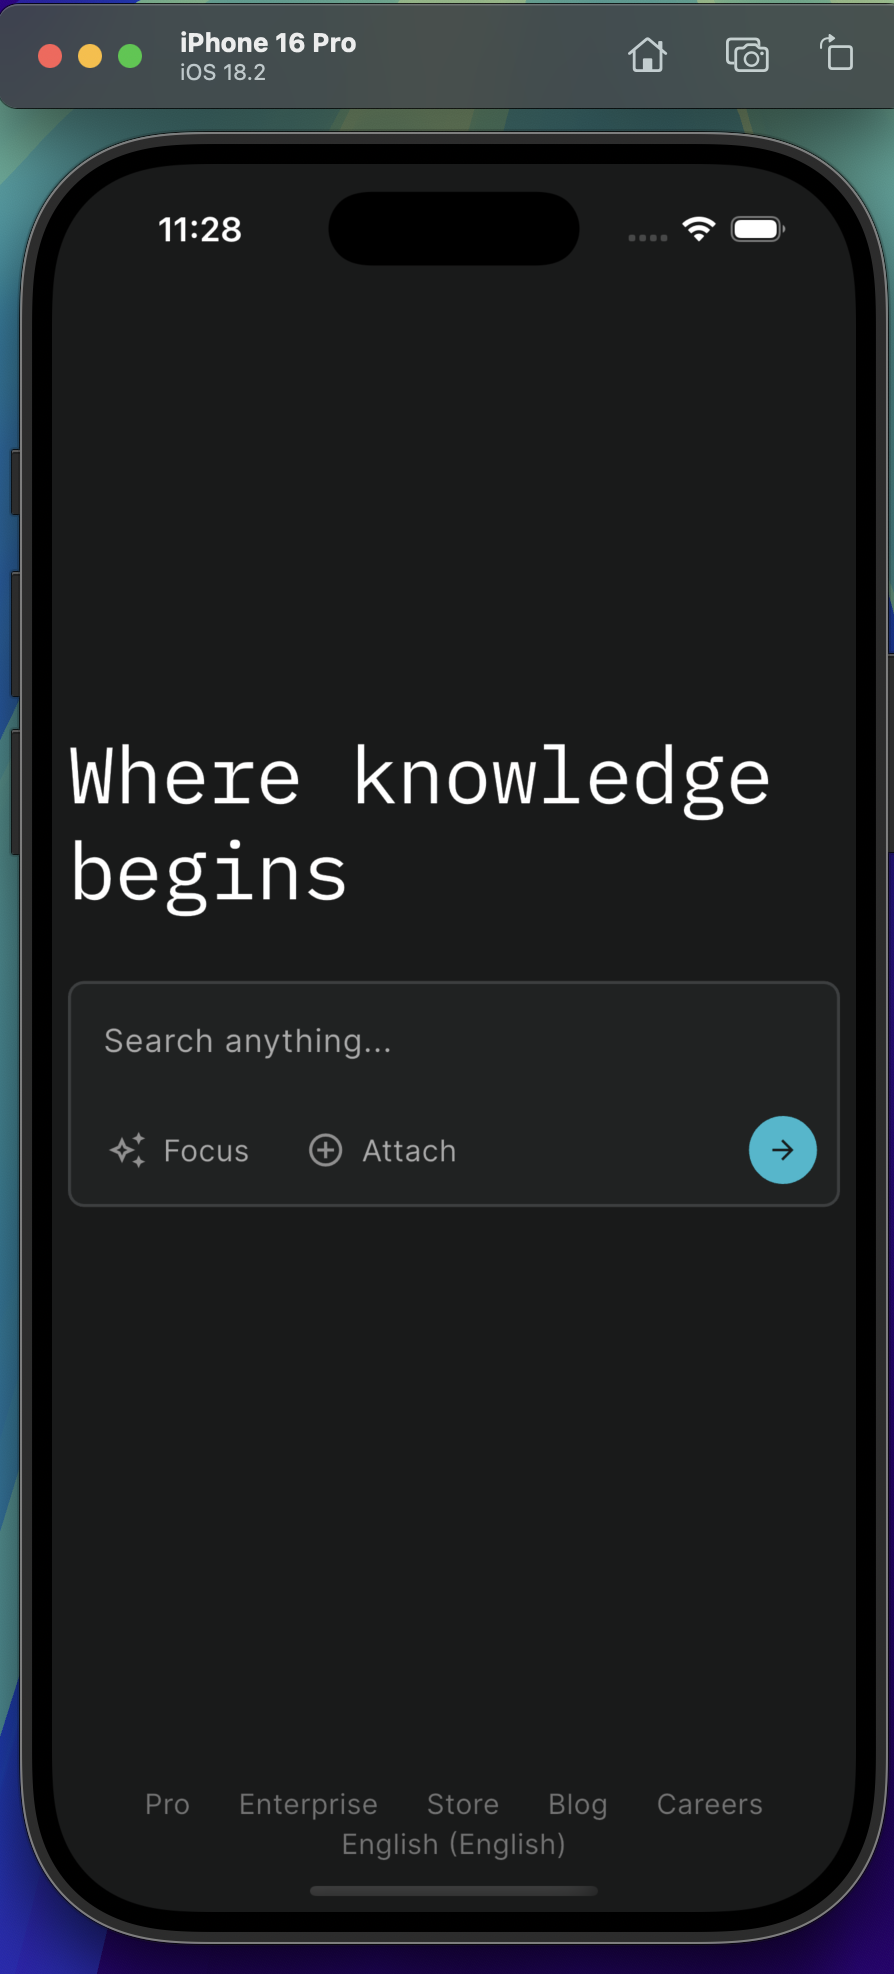 iPhone 16 Pro
iOS 18.2
11:28
Where knowledge
begins
Search anything...
Focus Attach
Pro Enterprise Store Blog Careers
English (English)